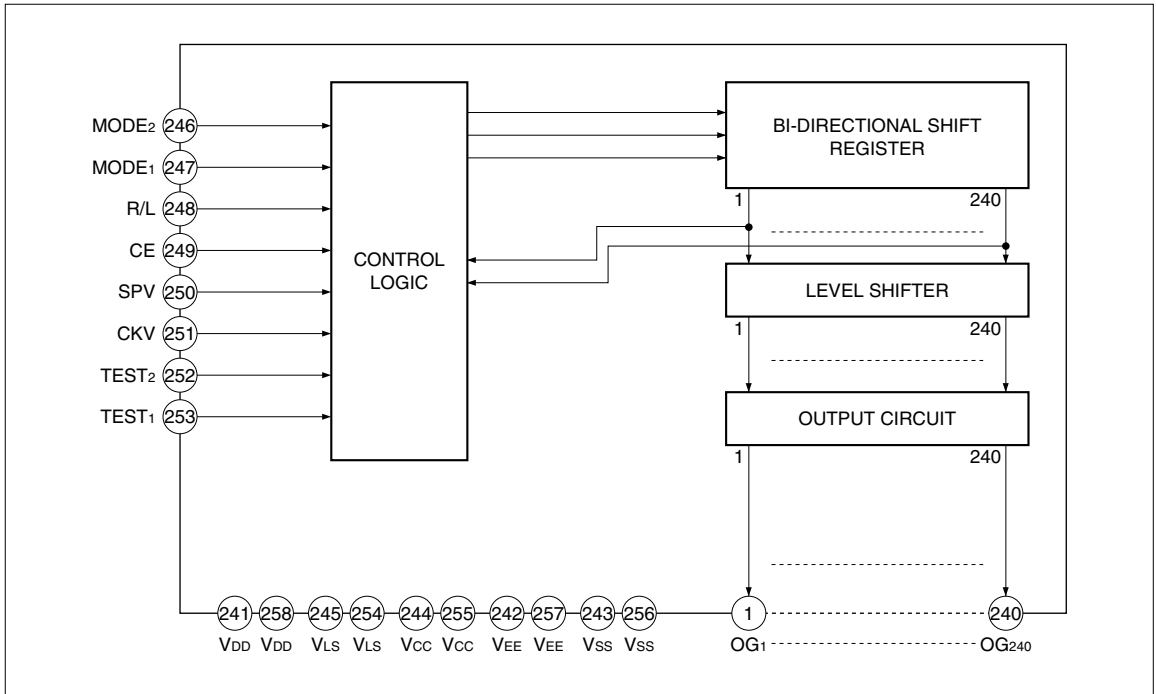 MODE2 246
MODE1 247
R/L 248
CE 249
SPV 250
CKV 251
TEST2 252
TEST1 253
CONTROL
LOGIC
BI-DIRECTIONAL SHIFT
REGISTER
1 240
LEVEL SHIFTER
1 240
OUTPUT CIRCUIT
1 240
241 258 245 254 244 255 242 257 243 256 1 240
VDD VDD VLS VLS VCC VCC VEE VEE VSS VSS OG1 OG240